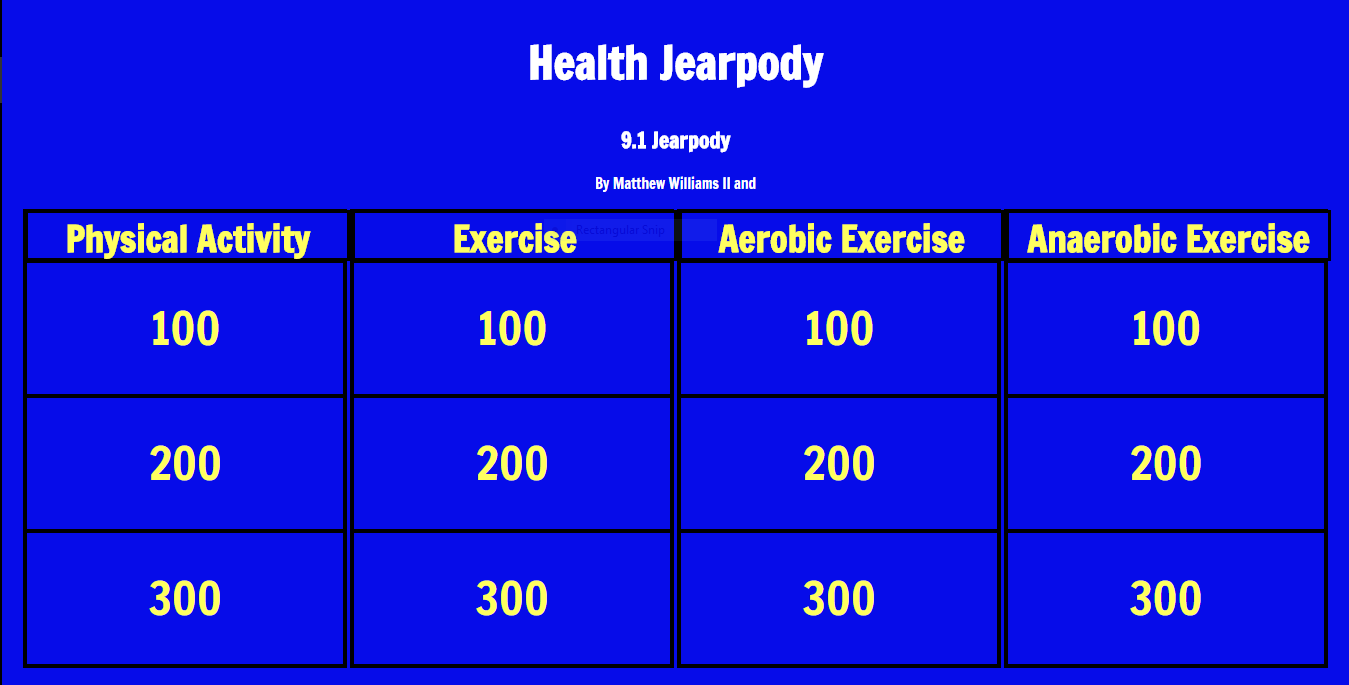 Health Jearpody
9.1 Jearpody
By Matthew Williams II and
Physical Activity Exercise Aerobic Exercise Anaerobic Exercise
Rectangular Snip
100 100 100 100
200 200 200 200
300 300 300 300